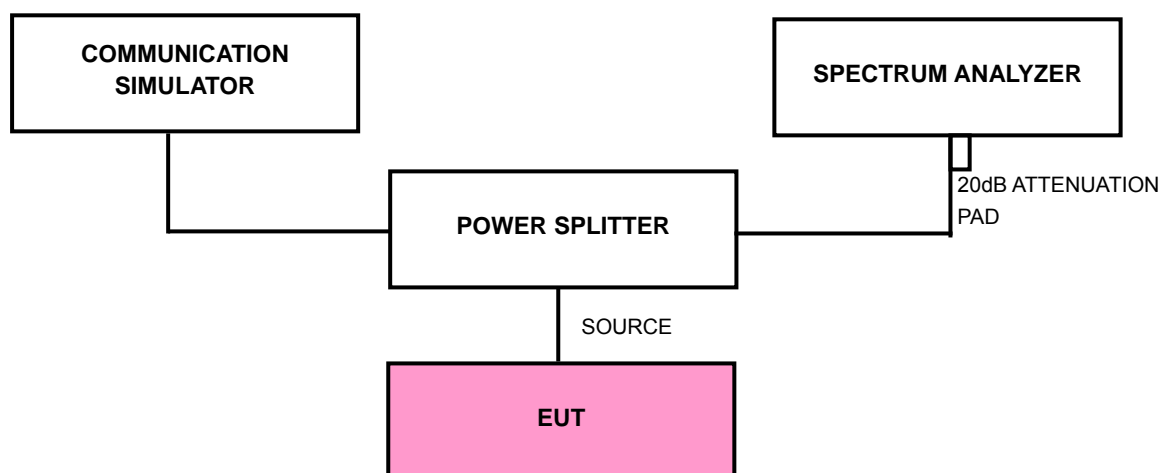 COMMUNICATION
SIMULATOR
SPECTRUM ANALYZER
20dB ATTENUATION
PAD
POWER SPLITTER
SOURCE
EUT